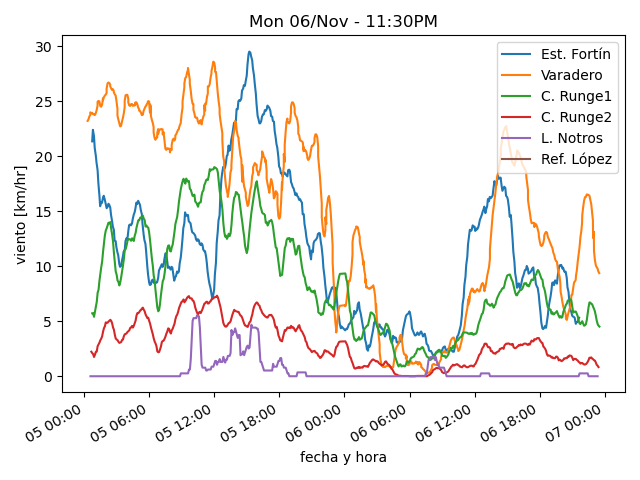 Mon 06/Nov - 11:30PM
Est. Fortín
Varadero
C. Runge1
C. Runge2
L. Notros
Ref. López
viento [km/hr]
30
25
20
15
10
5
0
05 00:00
05 06:00
05 12:00
05 18:00
06 00:00
06 06:00
06 12:00
06 18:00
07 00:00
fecha y hora